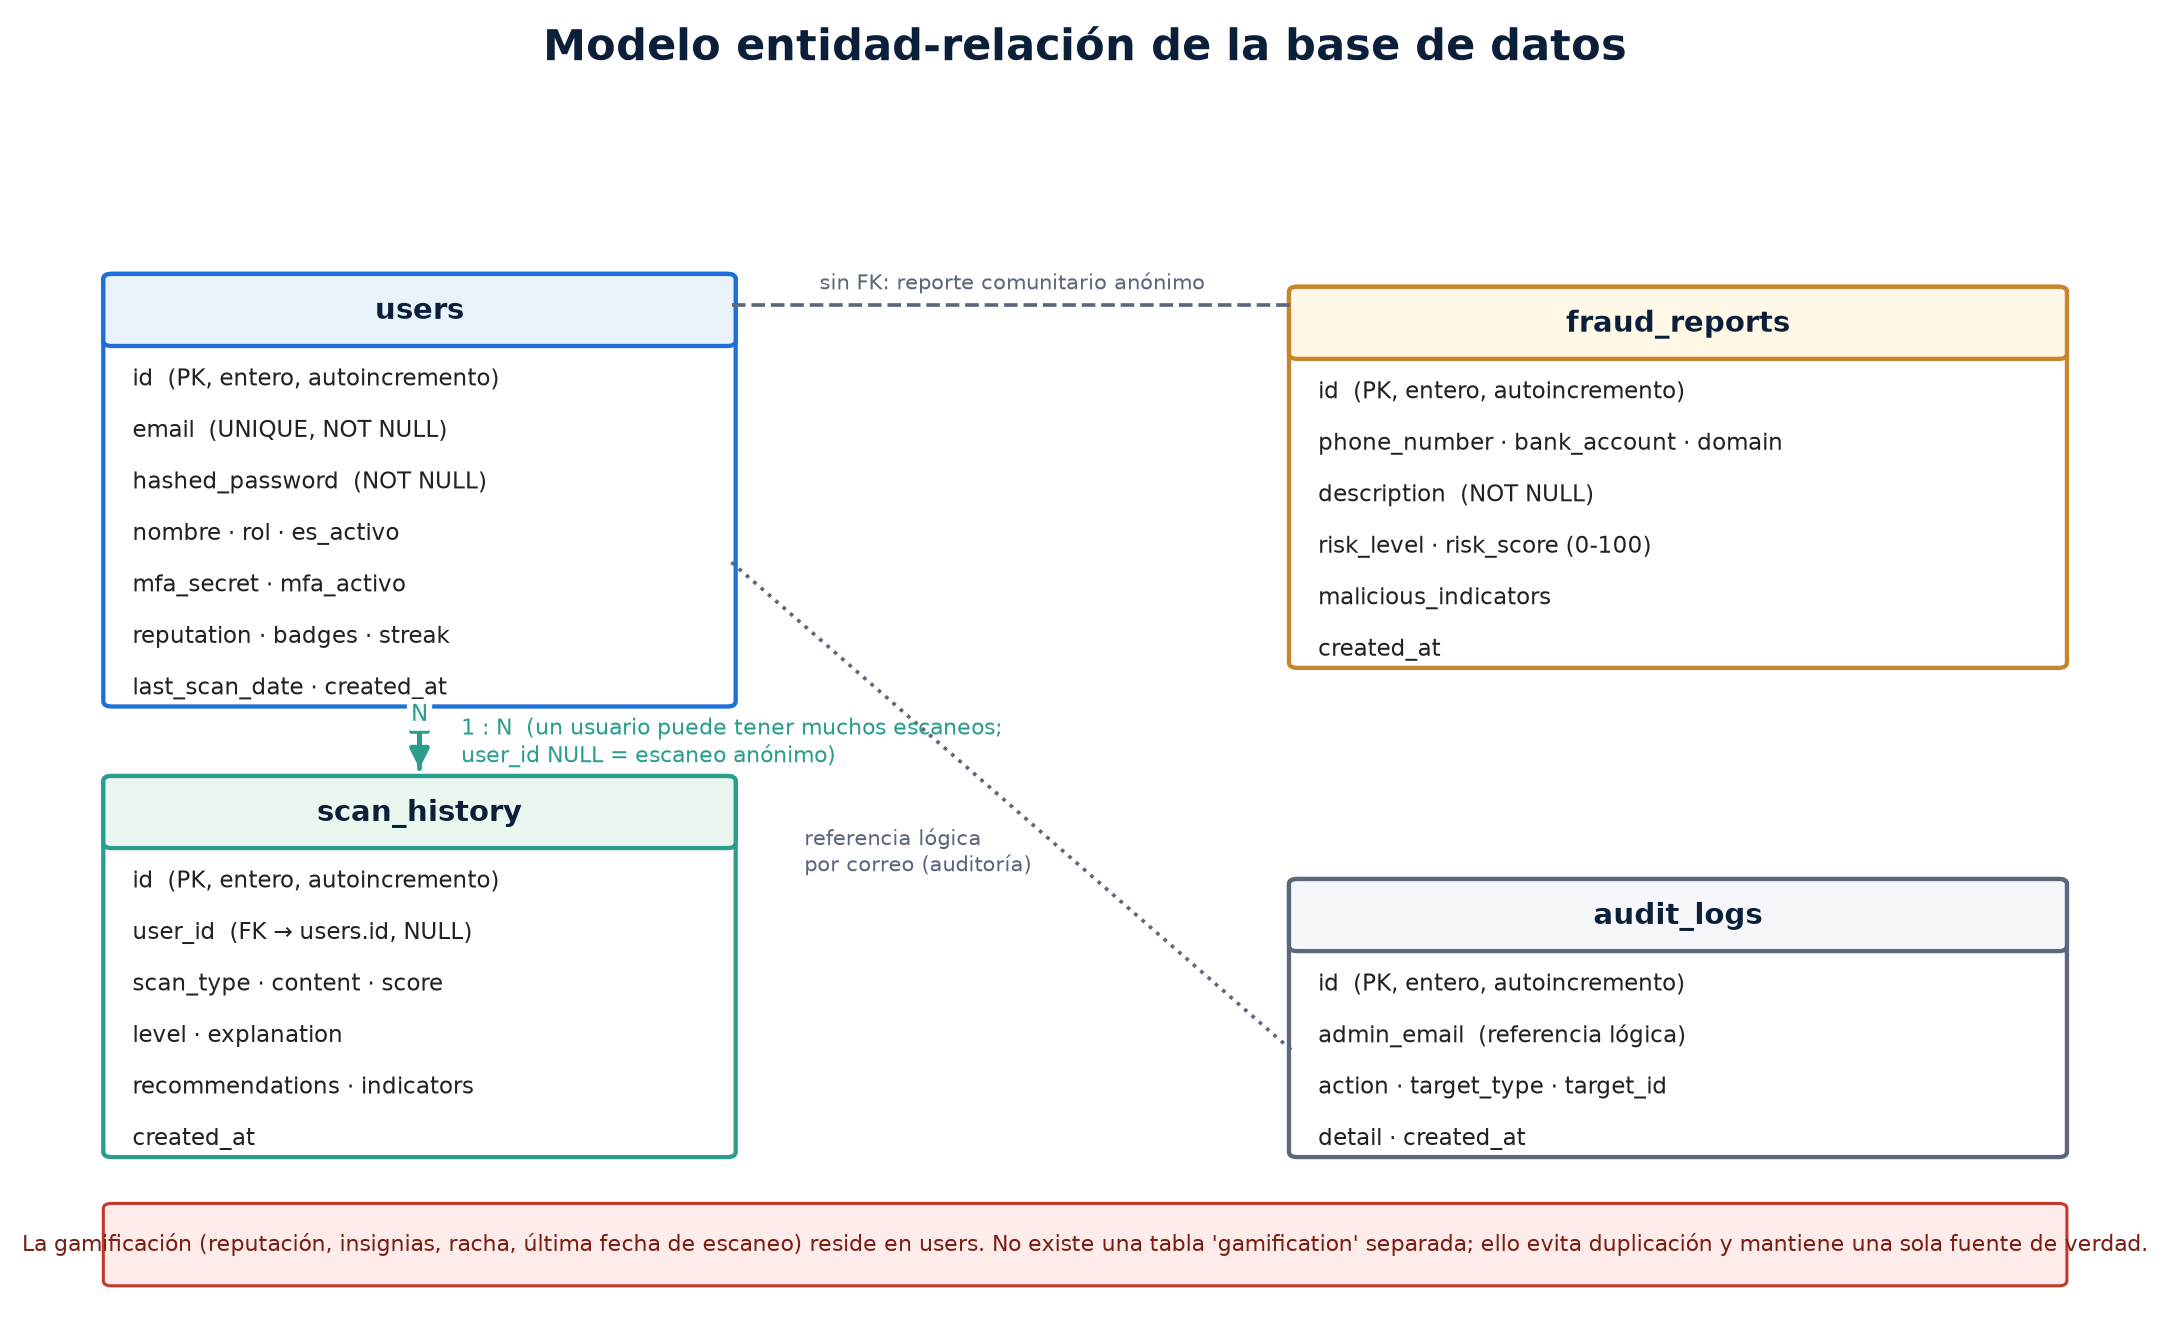 Modelo entidad-relación de la base de datos
users
id  (PK, entero, autoincremento)
email  (UNIQUE, NOT NULL)
hashed_password  (NOT NULL)
nombre · rol · es_activo
mfa_secret · mfa_activo
reputation · badges · streak
last_scan_date · created_at
sin FK: reporte comunitario anónimo
fraud_reports
id  (PK, entero, autoincremento)
phone_number · bank_account · domain
description  (NOT NULL)
risk_level · risk_score (0-100)
malicious_indicators
created_at
N
1 : N  (un usuario puede tener muchos escaneos;
user_id NULL = escaneo anónimo)
scan_history
id  (PK, entero, autoincremento)
user_id  (FK → users.id, NULL)
scan_type · content · score
level · explanation
recommendations · indicators
created_at
referencia lógica
por correo (auditoría)
audit_logs
id  (PK, entero, autoincremento)
admin_email  (referencia lógica)
action · target_type · target_id
detail · created_at
La gamificación (reputación, insignias, racha, última fecha de escaneo) reside en users. No existe una tabla 'gamification' separada; ello evita duplicación y mantiene una sola fuente de verdad.